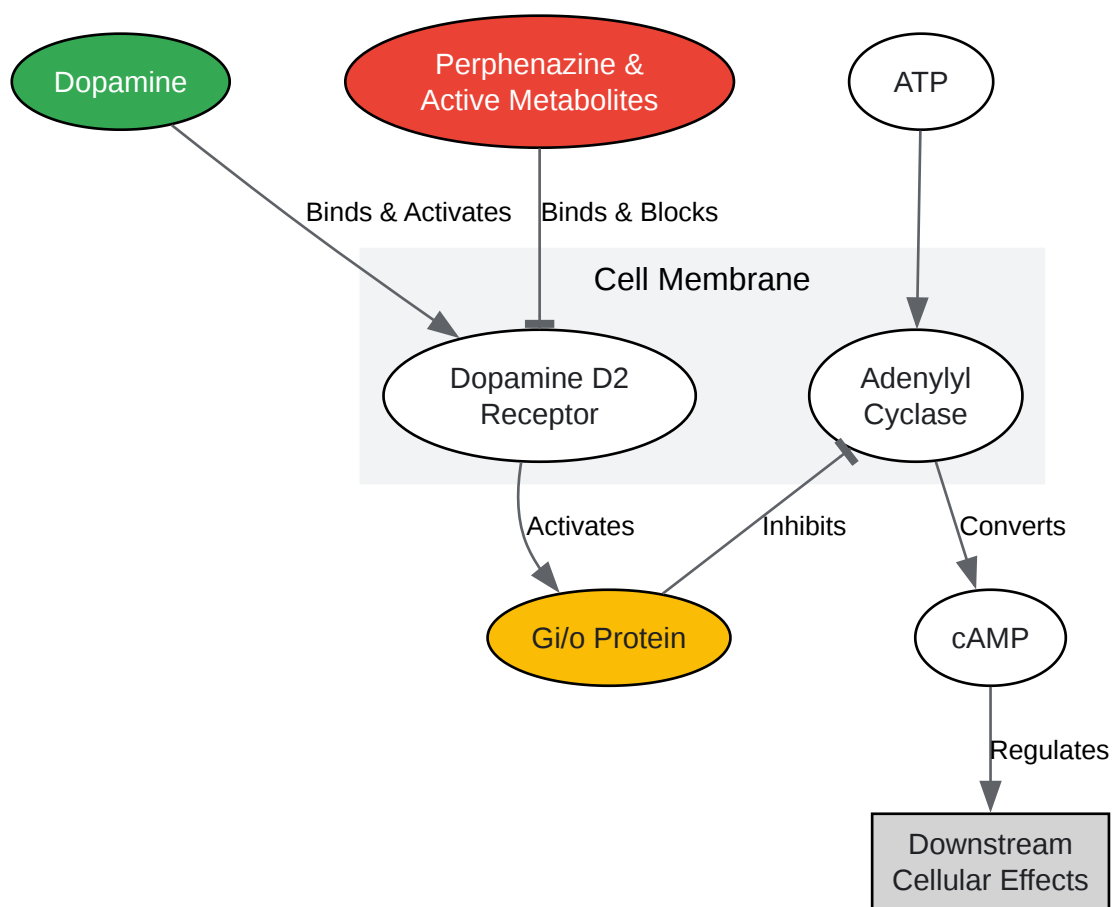 Dopamine
Perphenazine &
Active Metabolites
ATP
Binds & Activates
Binds & Blocks
Cell Membrane
Dopamine D2
Receptor
Adenylyl
Cyclase
Activates
Inhibits
Converts
Gi/o Protein
cAMP
Regulates
Downstream
Cellular Effects